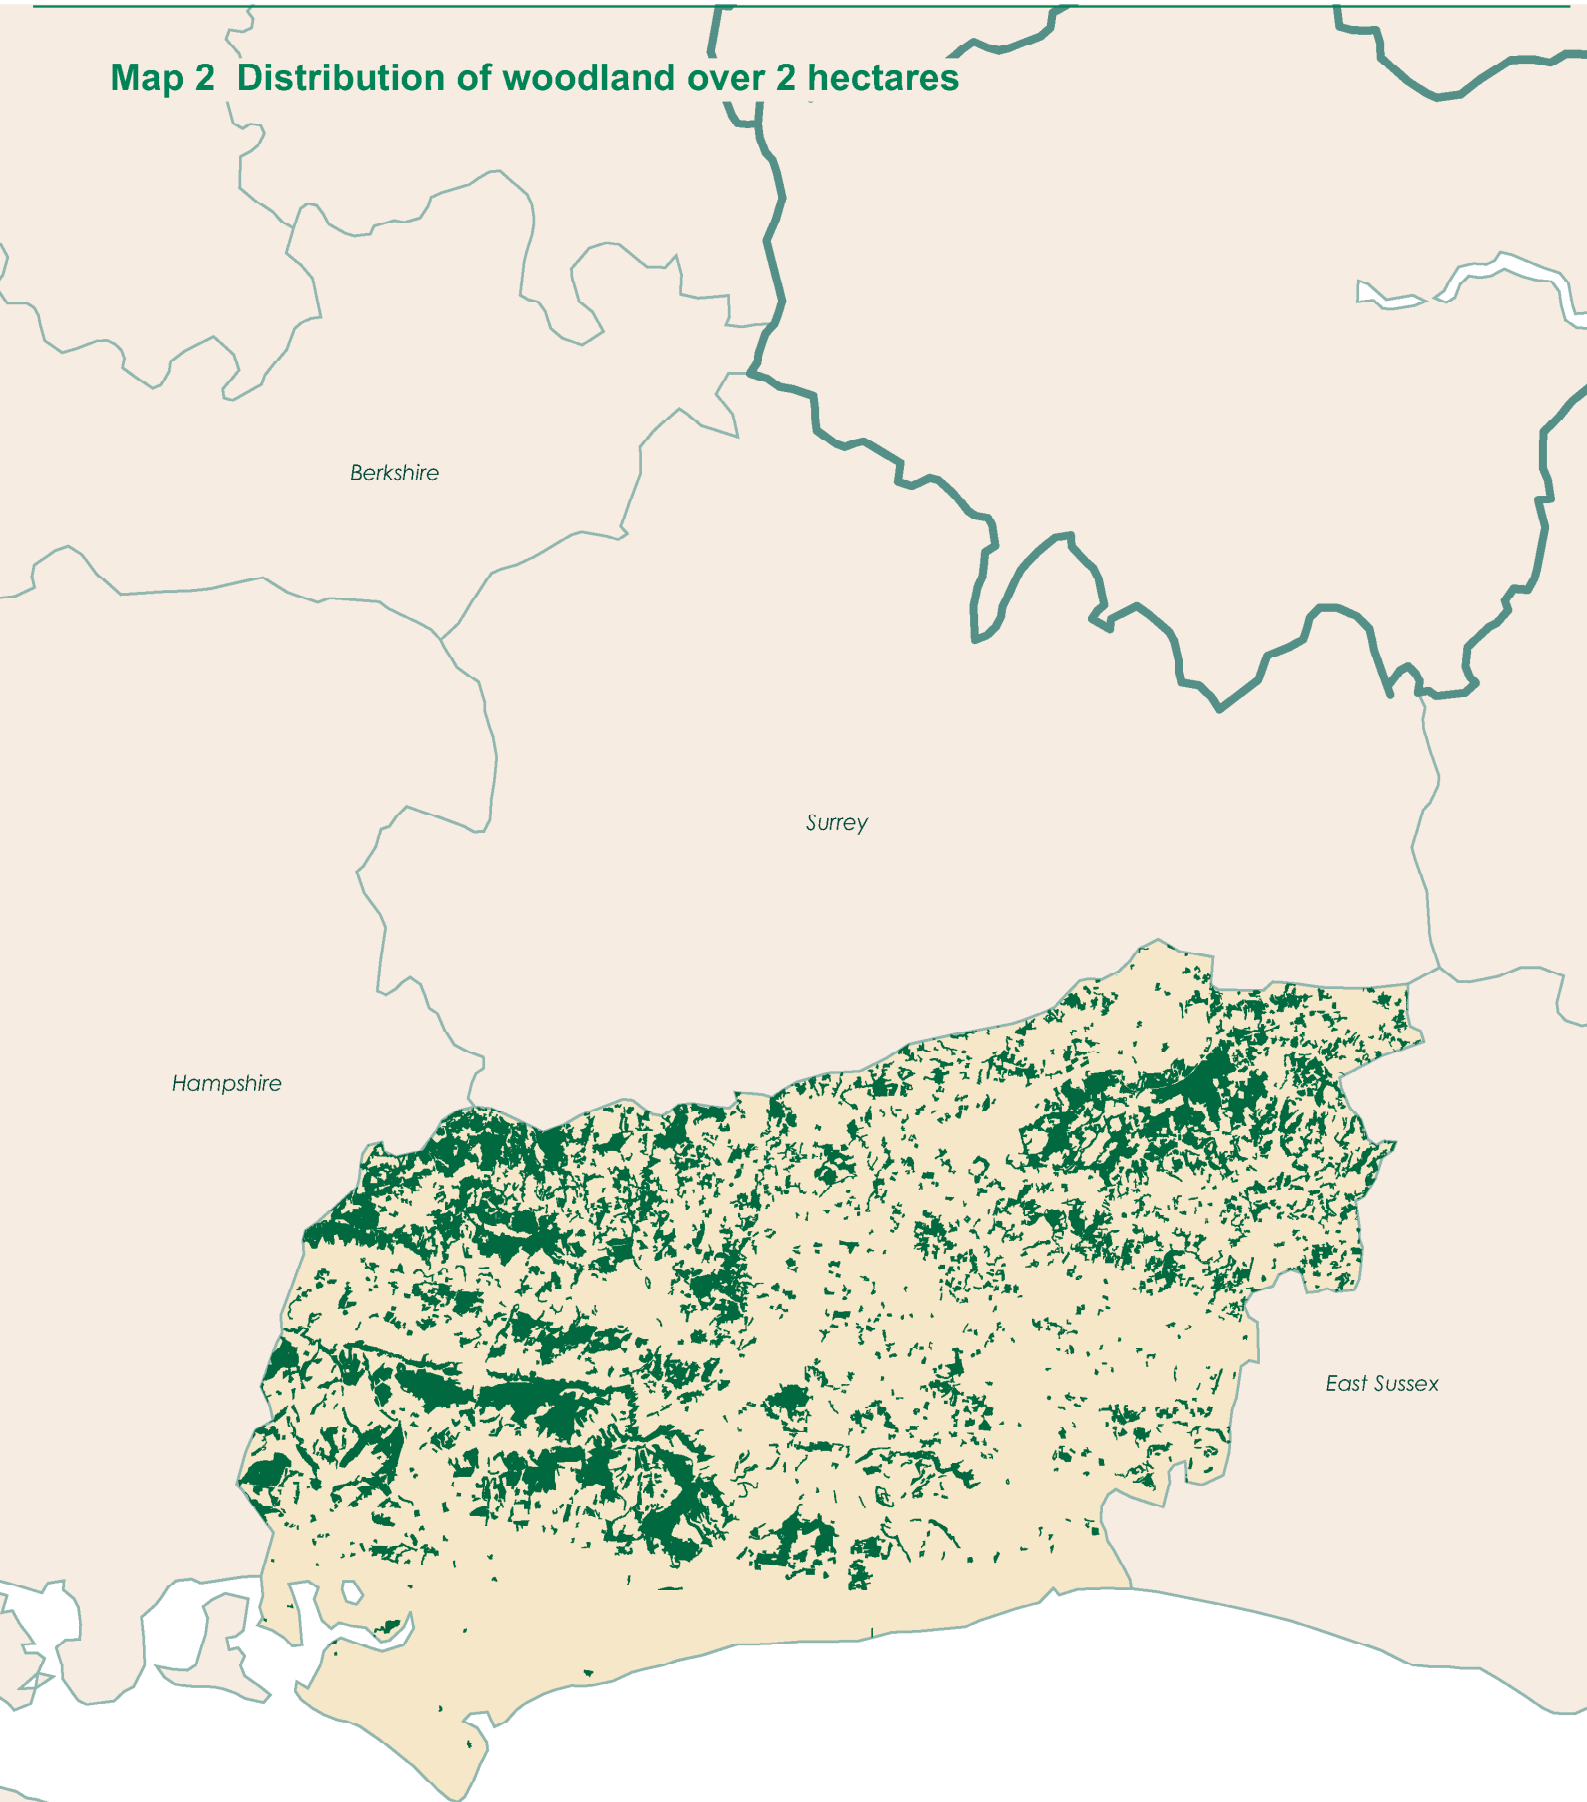 Map 2 Distribution of woodland over 2 hectares
Berkshire
Surrey
Hampshire
East Sussex